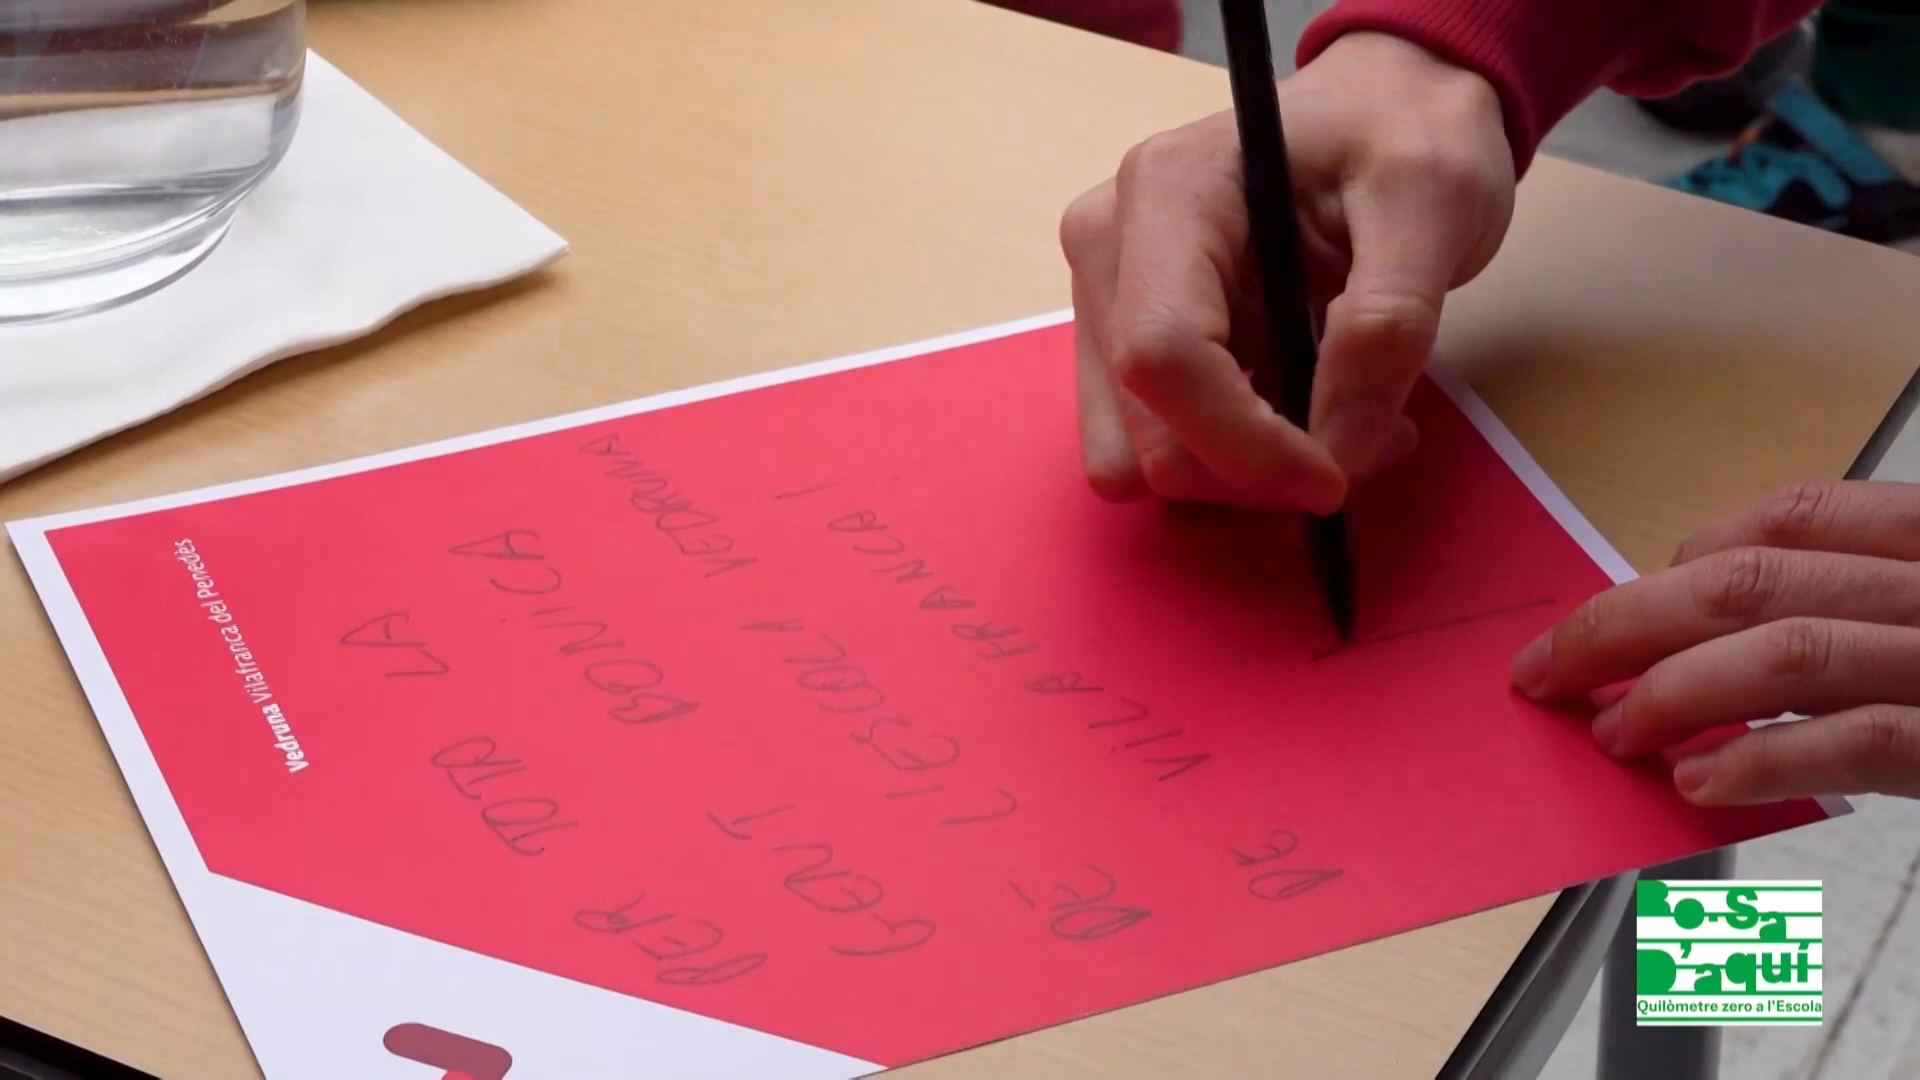 PER TOTA LA
GENT BONICA
DE L'ESCOLA VEDRUNA
DE VILAFRANCA!
Vedruna Vilafranca del Penedès
Bo. Sa.
D'aquí
Quilòmetre zero a l'Escola